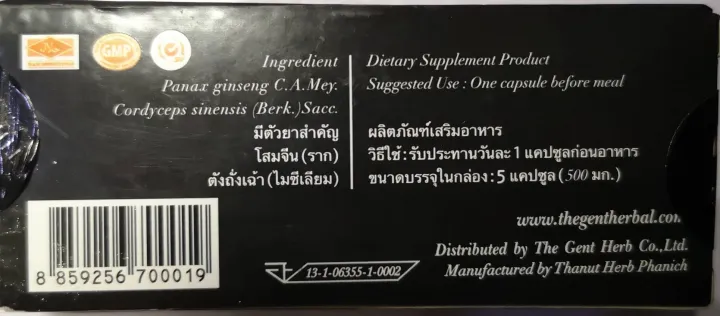 GMP
Ingredient
Panax ginseng C.A.Mey.
Cordyceps sinensis (Berk.)Sacc.
มีตัวยาสำคัญ
โสมจีน (ราก)
ตังถั่งเฉ้า (ไมซีเลียม)
Dietary Supplement Product
Suggested Use : One capsule before meal
ผลิตภัณฑ์เสริมอาหาร
วิธีใช้ : รับประทานวันละ 1 แคปซูลก่อนอาหาร
ขนาดบรรจุในกล่อง : 5 แคปซูล ( 500 มก.)
www.thegentherbal.com
Distributed by The Gent Herb Co.,Ltd.
Manufactured by Thanut Herb Phanich
8 859256 700019
13-1-06355-1-0002